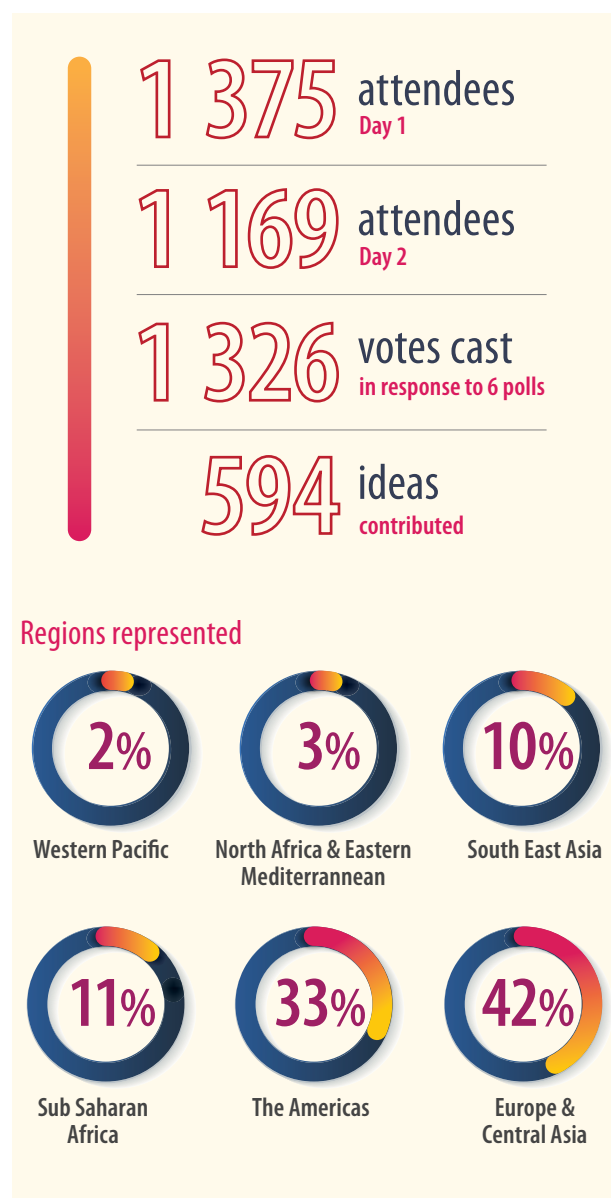 1 375 attendees
Day 1
1 169 attendees
Day 2
1 326 votes cast
in response to 6 polls
594 ideas
contributed
Regions represented
2%
Western Pacific
3%
North Africa & Eastern
Mediterrannean
10%
South East Asia
11%
Sub Saharan
Africa
33%
The Americas
42%
Europe &
Central Asia